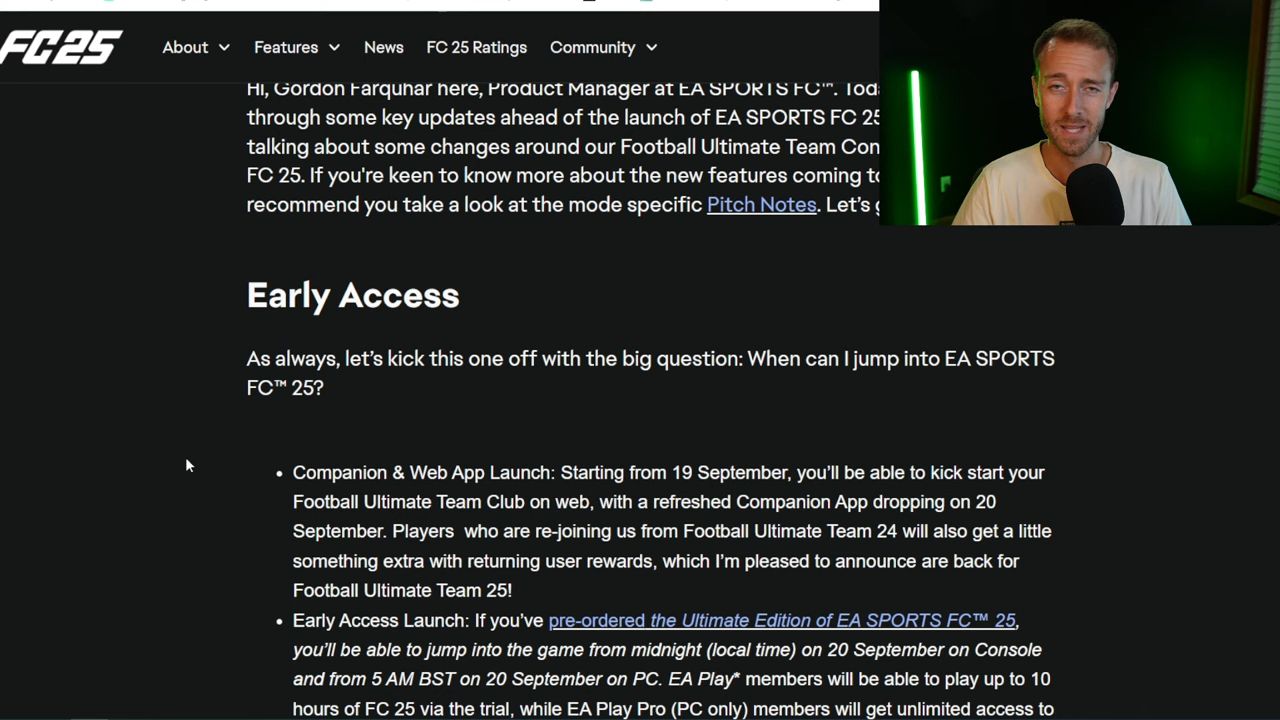 FC25 About Features News FC 25 Ratings Community
Hi, Gordon Farquhar here, Product Manager at EA SPORTS FC™.
through some key updates ahead of the launch of EA SPORTS FC 25
talking about some changes around our Football Ultimate Team
FC 25. If you're keen to know more about the new features coming to
recommend you take a look at the mode specific Pitch Notes. Let's
Early Access
As always, let's kick this one off with the big question: When can I jump into EA SPORTS
FC™ 25?
• Companion & Web App Launch: Starting from 19 September, you'll be able to kick start your
Football Ultimate Team Club on web, with a refreshed Companion App dropping on 20
September. Players who are re-joining us from Football Ultimate Team 24 will also get a little
something extra with returning user rewards, which I'm pleased to announce are back for
Football Ultimate Team 25!
• Early Access Launch: If you've pre-ordered the Ultimate Edition of EA SPORTS FC™ 25,
you'll be able to jump into the game from midnight (local time) on 20 September on Console
and from 5 AM BST on 20 September on PC. EA Play* members will be able to play up to 10
hours of FC 25 via the trial, while EA Play Pro (PC only) members will get unlimited access to